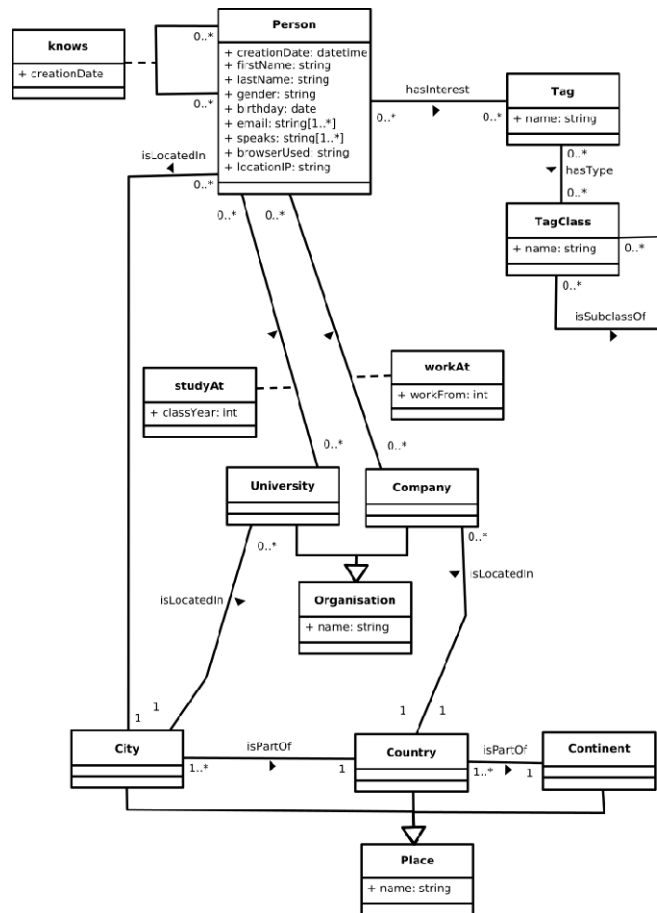 Person
+ creationDate: datetime
+ firstName: string
+ lastName: string
+ gender: string
+ birthday: date
+ email: string[1..*]
+ speaks: string[1..*]
+ browserUsed: string
+ locationIP: string
knows
+ creationDate
0..*
0..*
hasInterest
0..*
0..*
Tag
+ name: string
0..*
hasType
0..*
isLocatedIn
0..*
0..*
0..*
TagClass
+ name: string
0..*
0..*
isSubclassOf
studyAt
+ classYear: int
workAt
+ workFrom: int
0..*
0..*
University
Company
0..*
0..*
isLocatedIn
isLocatedIn
Organisation
+ name: string
1
1
1
1
City
isPartOf
Country
isPartOf
Continent
1..*
1
1..*
1
Place
+ name: string